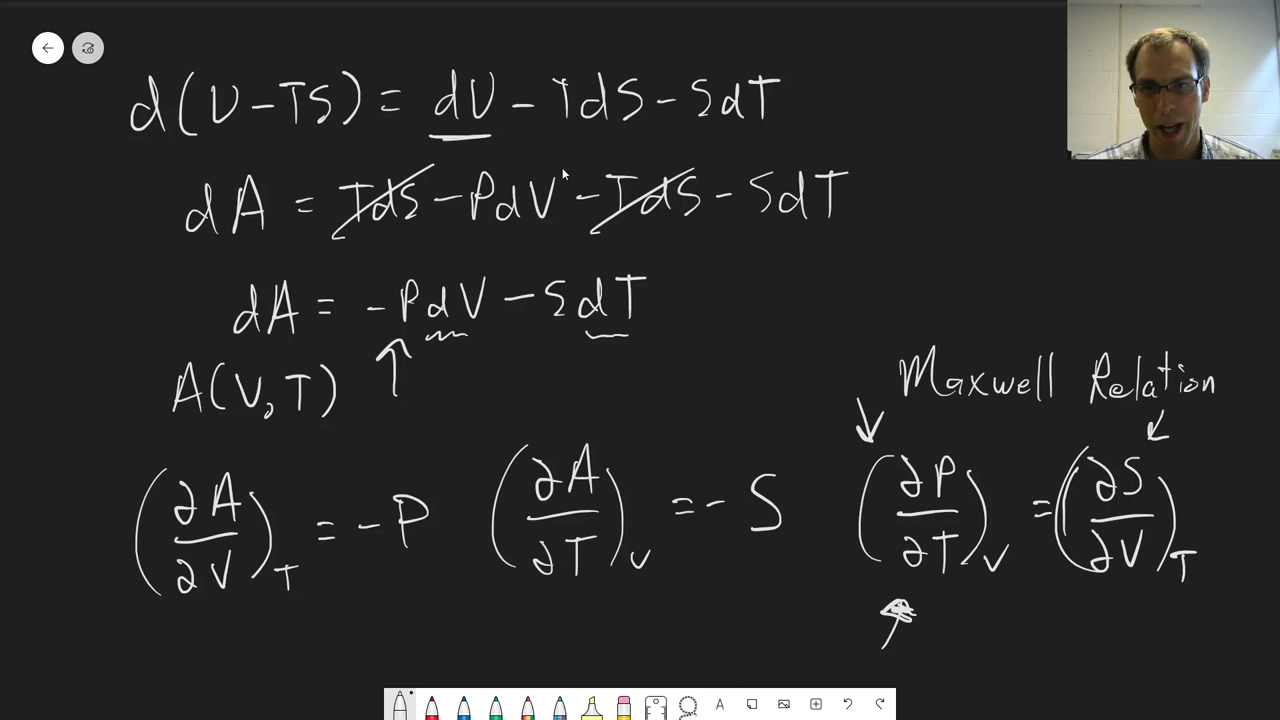 d(U-TS) = dU - TdS - SdT
dA = TdS - PdV - TdS - SdT
dA = -PdV - SdT
A(V,T)
Maxwell Relation
(∂A/∂V)_T = -P (∂A/∂T)_V = -S (∂P/∂T)_V = (∂S/∂V)_T
A